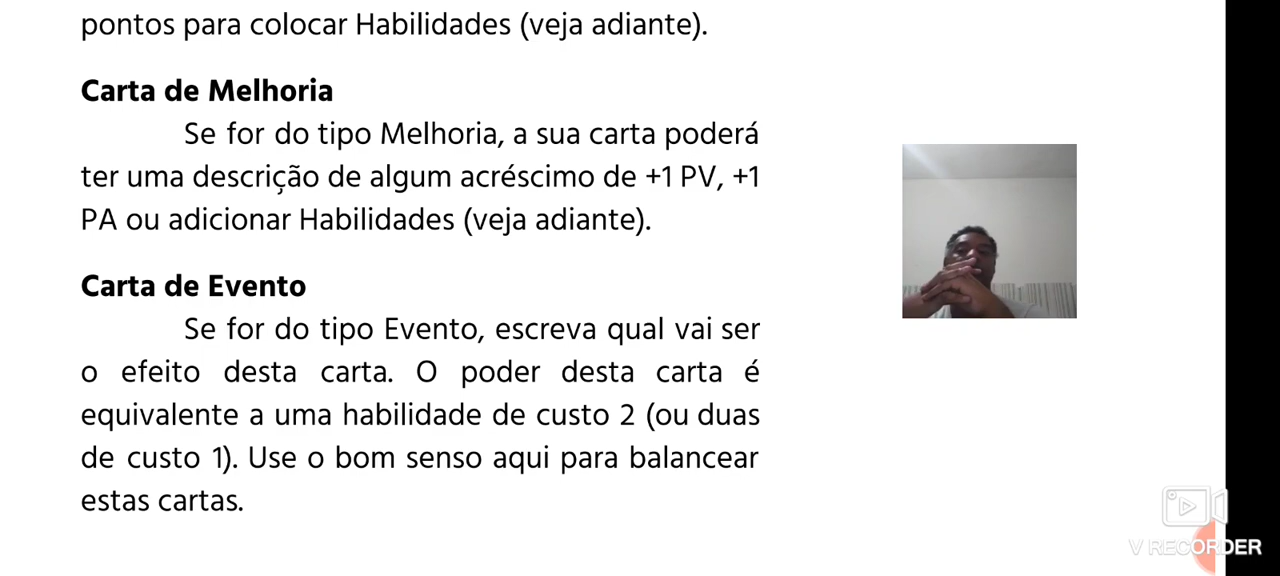 pontos para colocar Habilidades (veja adiante).
Carta de Melhoria
Se for do tipo Melhoria, a sua carta poderá
ter uma descrição de algum acréscimo de +1 PV, +1
PA ou adicionar Habilidades (veja adiante).
Carta de Evento
Se for do tipo Evento, escreva qual vai ser
o efeito desta carta. O poder desta carta é
equivalente a uma habilidade de custo 2 (ou duas
de custo 1). Use o bom senso aqui para balancear
estas cartas.
V RECORDER